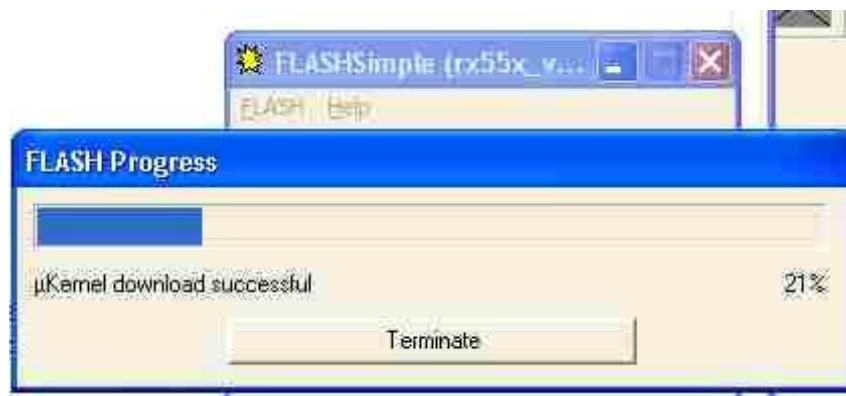 FLASHSimple (rx55x_v...
FLASH Help
FLASH Progress
µKernel download successful
21%
Terminate